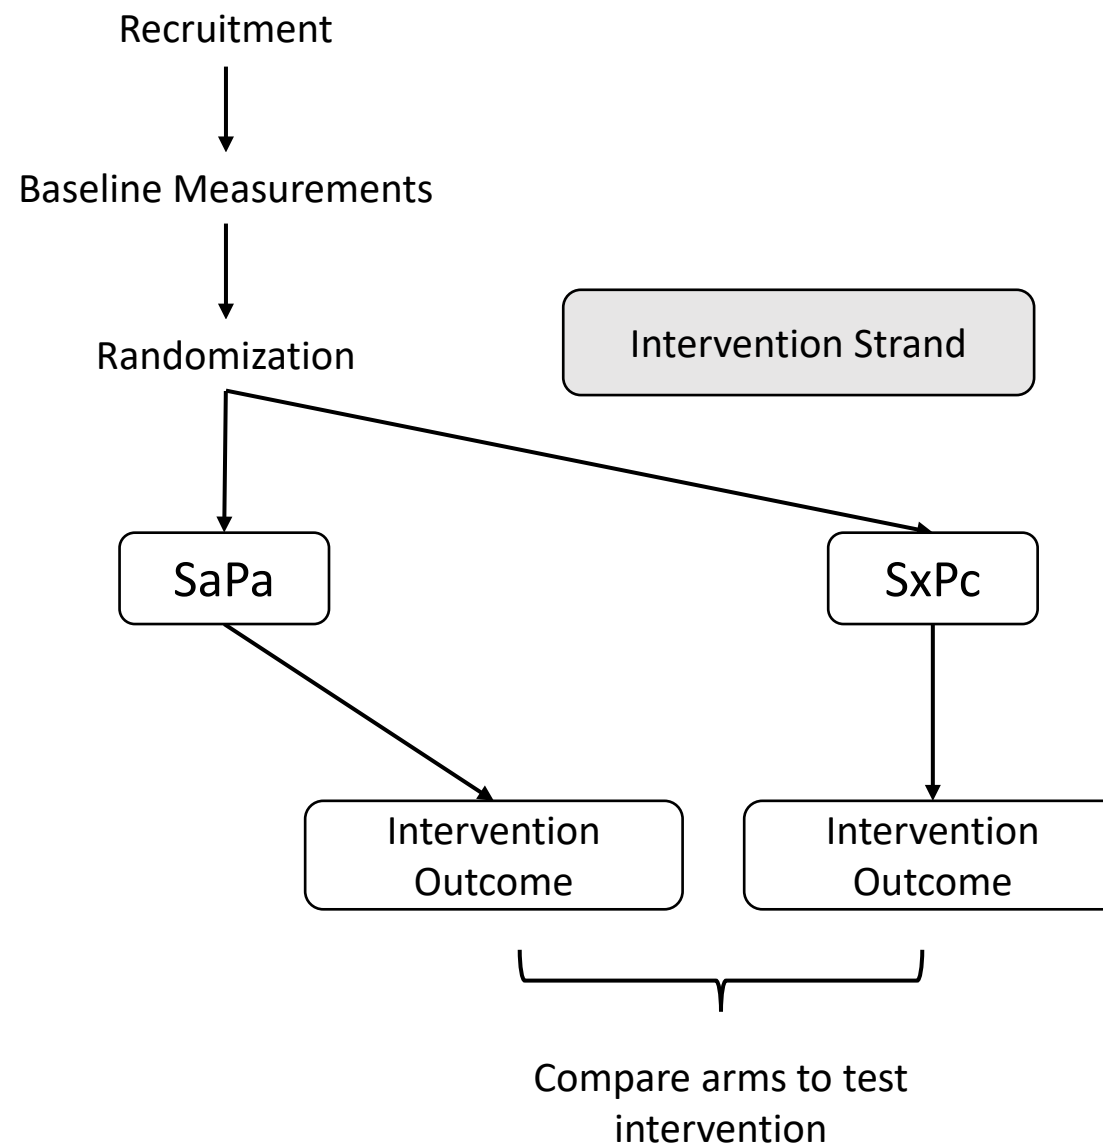 Recruitment
Baseline Measurements
Randomization
Intervention Strand
SaPa
SxPc
Intervention
Outcome
Intervention
Outcome
Compare arms to test
intervention